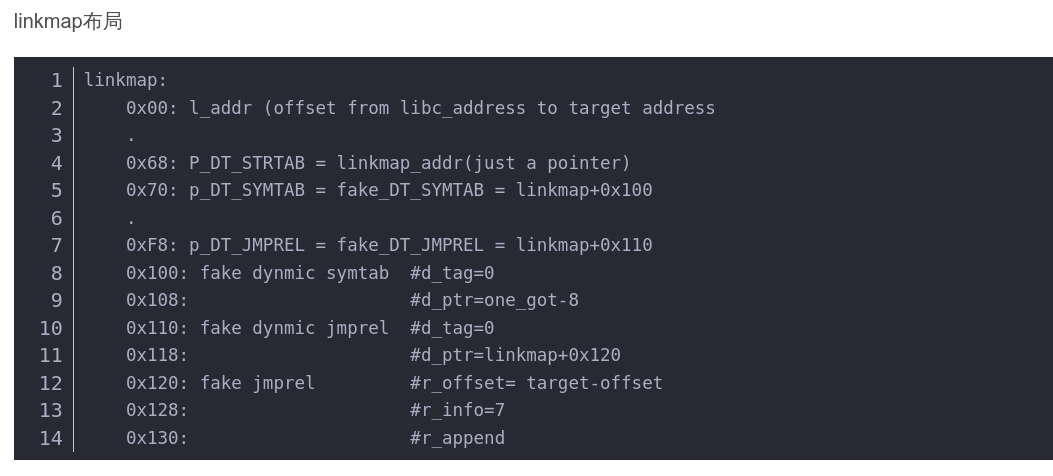 linkmap布局
1 linkmap:
2     0x00: l_addr (offset from libc_address to target address
3     .
4     0x68: P_DT_STRTAB = linkmap_addr(just a pointer)
5     0x70: p_DT_SYMTAB = fake_DT_SYMTAB = linkmap+0x100
6     .
7     0xF8: p_DT_JMPREL = fake_DT_JMPREL = linkmap+0x110
8     0x100: fake dynmic symtab  #d_tag=0
9     0x108:                     #d_ptr=one_got-8
10     0x110: fake dynmic jmprel  #d_tag=0
11     0x118:                     #d_ptr=linkmap+0x120
12     0x120: fake jmprel         #r_offset= target-offset
13     0x128:                     #r_info=7
14     0x130:                     #r_append